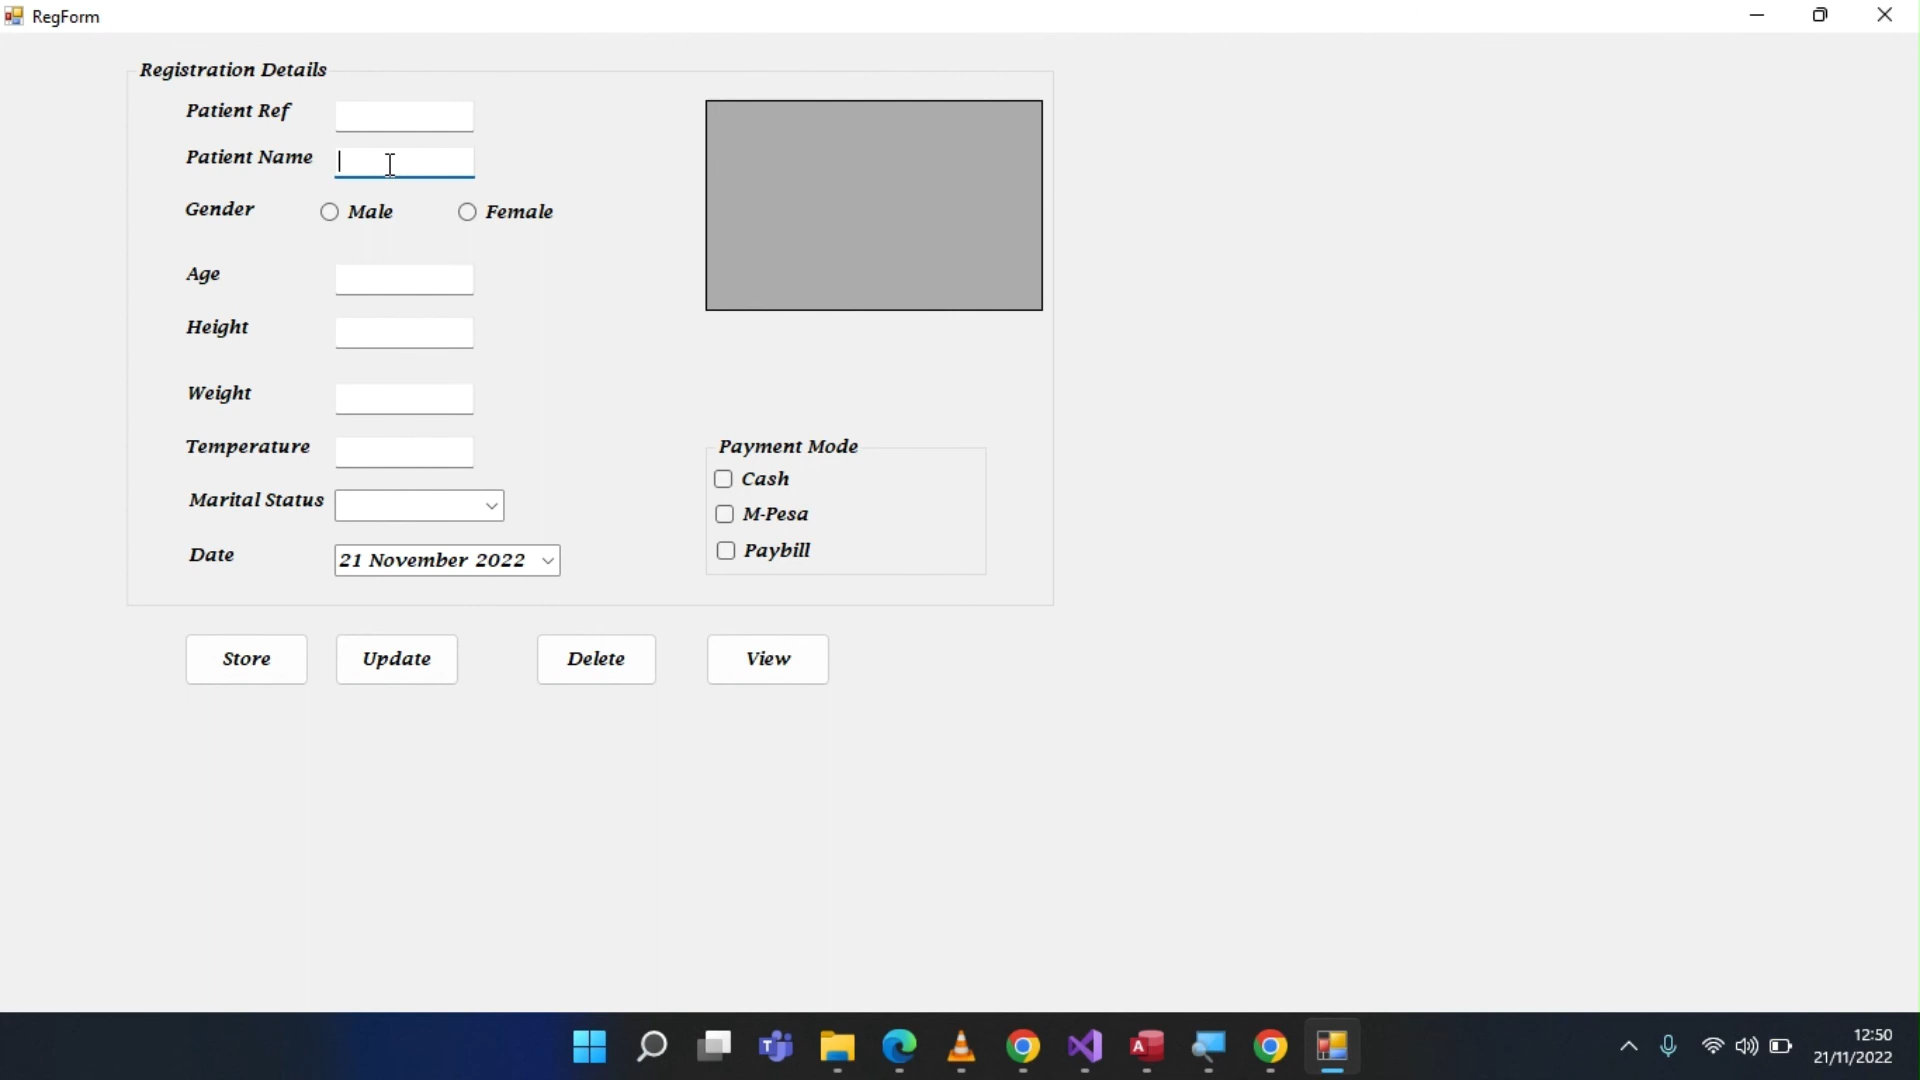 RegForm
Registration Details
Patient Ref
Patient Name
Gender Male Female
Age
Height
Weight
Temperature
Marital Status
Date 21 November 2022
Payment Mode
Cash
M-Pesa
Paybill
Store Update Delete View
12:50
21/11/2022